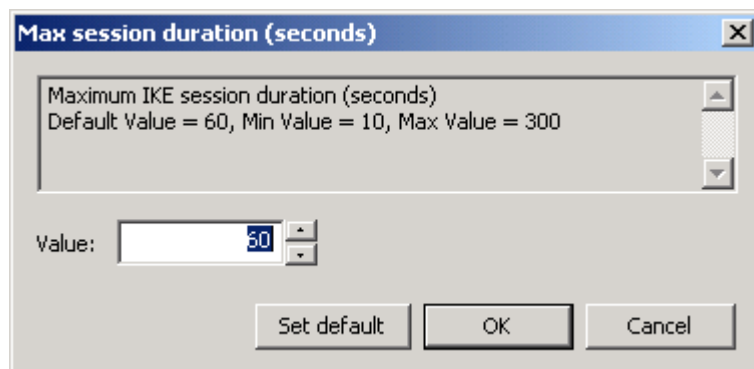 Max session duration (seconds)
Maximum IKE session duration (seconds)
Default Value = 60, Min Value = 10, Max Value = 300
Value: 60
Set default OK Cancel